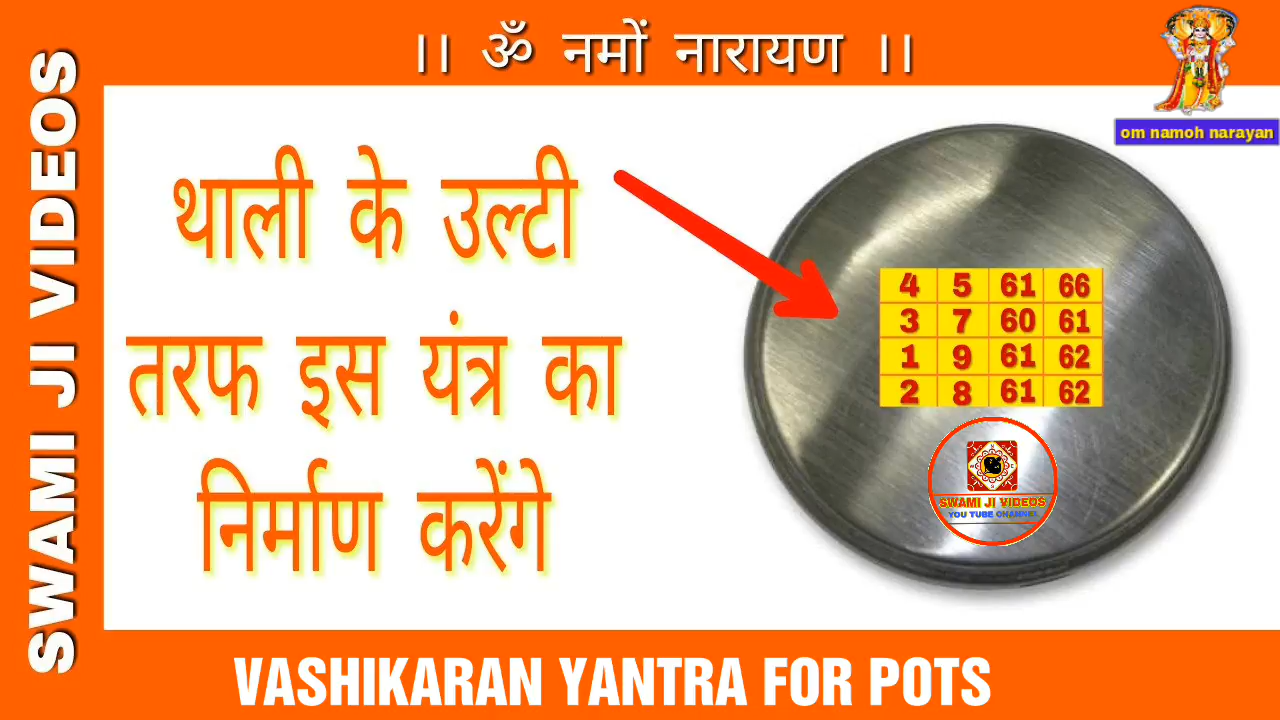 ।। ॐ नमों नारायण ।।
om namoh narayan
SWAMI JI VIDEOS
थाली के उल्टी
तरफ इस यंत्र का
निर्माण करेंगे
4 5 61 66
3 7 60 61
1 9 61 62
2 8 61 62
SWAMI JI VIDEOS
YOU TUBE CHANNEL
VASHIKARAN YANTRA FOR POTS